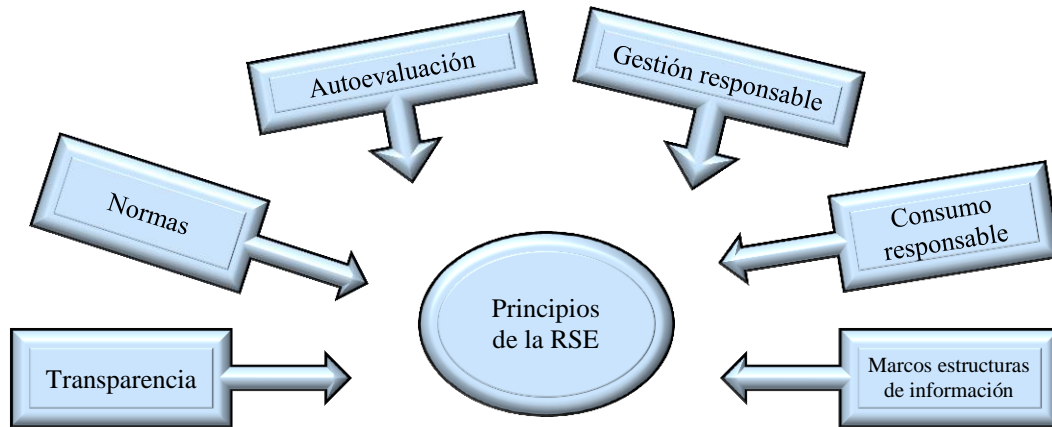 Autoevaluación
Gestión responsable
Normas
Consumo
responsable
Principios
de la RSE
Transparencia
Marcos estructuras
de información